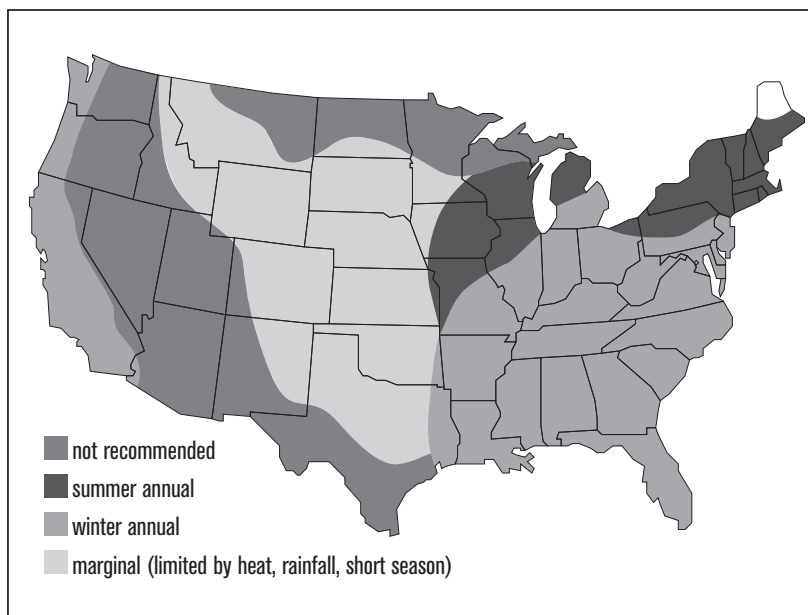 not recommended
summer annual
winter annual
marginal (limited by heat, rainfall, short season)